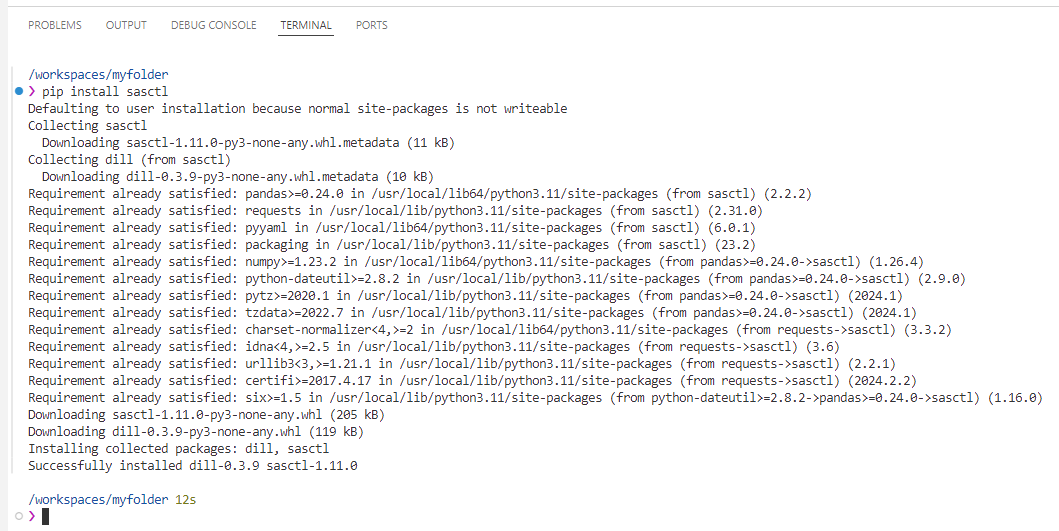 PROBLEMS OUTPUT DEBUG CONSOLE TERMINAL PORTS
/workspaces/myfolder
❯ pip install sasctl
Defaulting to user installation because normal site-packages is not writeable
Collecting sasctl
  Downloading sasctl-1.11.0-py3-none-any.whl.metadata (11 kB)
Collecting dill (from sasctl)
  Downloading dill-0.3.9-py3-none-any.whl.metadata (10 kB)
Requirement already satisfied: pandas>=0.24.0 in /usr/local/lib64/python3.11/site-packages (from sasctl) (2.2.2)
Requirement already satisfied: requests in /usr/local/lib/python3.11/site-packages (from sasctl) (2.31.0)
Requirement already satisfied: pyyaml in /usr/local/lib64/python3.11/site-packages (from sasctl) (6.0.1)
Requirement already satisfied: packaging in /usr/local/lib/python3.11/site-packages (from sasctl) (23.2)
Requirement already satisfied: numpy>=1.23.2 in /usr/local/lib64/python3.11/site-packages (from pandas>=0.24.0->sasctl) (1.26.4)
Requirement already satisfied: python-dateutil>=2.8.2 in /usr/local/lib/python3.11/site-packages (from pandas>=0.24.0->sasctl) (2.9.0)
Requirement already satisfied: pytz>=2020.1 in /usr/local/lib/python3.11/site-packages (from pandas>=0.24.0->sasctl) (2024.1)
Requirement already satisfied: tzdata>=2022.7 in /usr/local/lib/python3.11/site-packages (from pandas>=0.24.0->sasctl) (2024.1)
Requirement already satisfied: charset-normalizer<4,>=2 in /usr/local/lib64/python3.11/site-packages (from requests->sasctl) (3.3.2)
Requirement already satisfied: idna<4,>=2.5 in /usr/local/lib/python3.11/site-packages (from requests->sasctl) (3.6)
Requirement already satisfied: urllib3<3,>=1.21.1 in /usr/local/lib/python3.11/site-packages (from requests->sasctl) (2.2.1)
Requirement already satisfied: certifi>=2017.4.17 in /usr/local/lib/python3.11/site-packages (from requests->sasctl) (2024.2.2)
Requirement already satisfied: six>=1.5 in /usr/local/lib/python3.11/site-packages (from python-dateutil>=2.8.2->pandas>=0.24.0->sasctl) (1.16.0)
Downloading sasctl-1.11.0-py3-none-any.whl (205 kB)
Downloading dill-0.3.9-py3-none-any.whl (119 kB)
Installing collected packages: dill, sasctl
Successfully installed dill-0.3.9 sasctl-1.11.0
/workspaces/myfolder 12s
❯